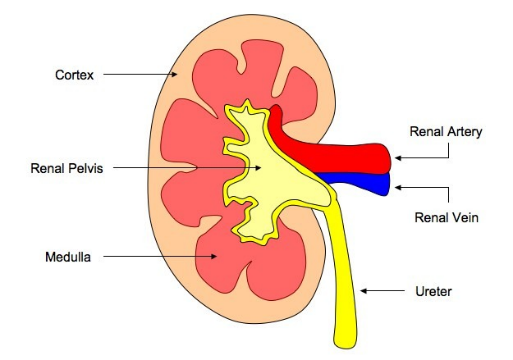 Cortex
Renal Artery
Renal Pelvis
Renal Vein
Medulla
Ureter